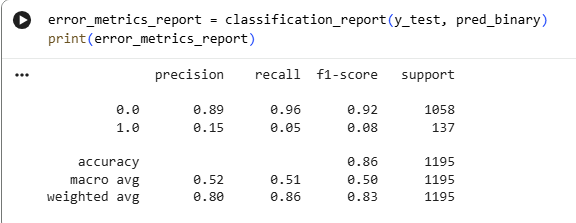 error_metrics_report = classification_report(y_test, pred_binary)
print(error_metrics_report)
precision recall f1-score support
0.0 0.89 0.96 0.92 1058
1.0 0.15 0.05 0.08 137
accuracy 0.86 1195
macro avg 0.52 0.51 0.50 1195
weighted avg 0.80 0.86 0.83 1195